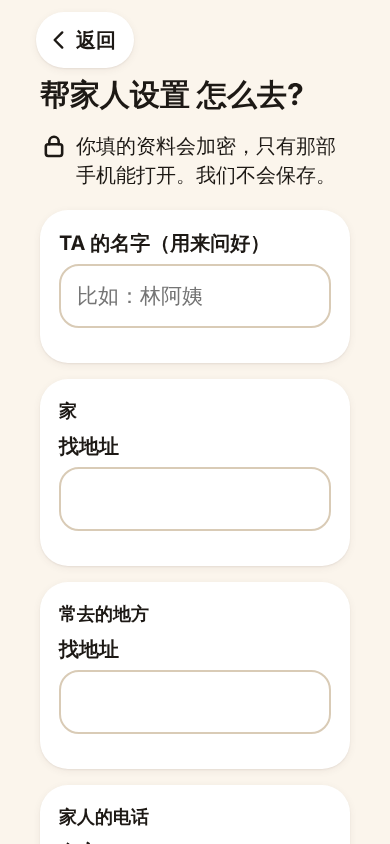 返回
帮家人设置 怎么去?
你填的资料会加密，只有那部
手机能打开。我们不会保存。
TA 的名字（用来问好）
比如：林阿姨
家
找地址
常去的地方
找地址
家人的电话